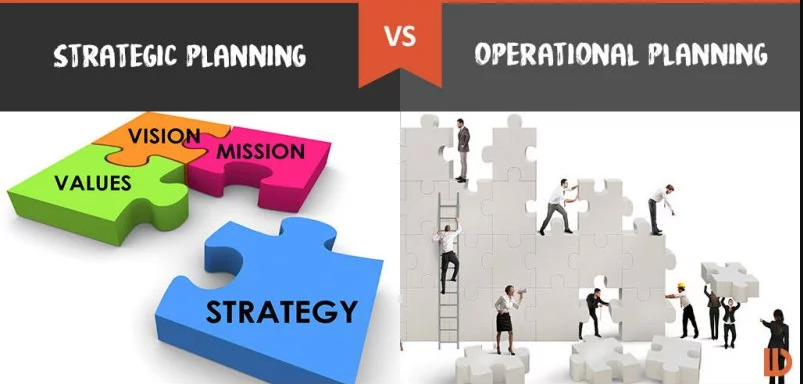 STRATEGIC PLANNING
VS
OPERATIONAL PLANNING
VISION
MISSION
VALUES
STRATEGY